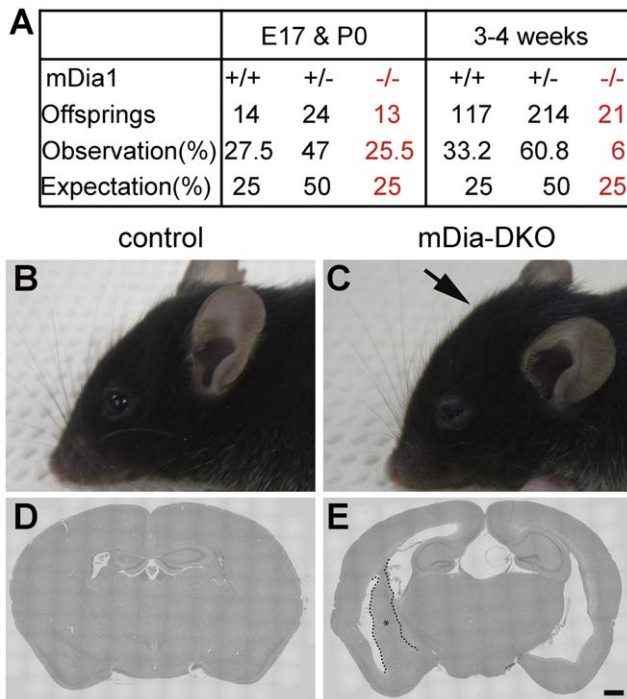 A
E17 & P0 3-4 weeks
mDia1 +/+ +/- -/- +/+ +/- -/-
Offsprings 14 24 13 117 214 21
Observation(%) 27.5 47 25.5 33.2 60.8 6
Expectation(%) 25 50 25 25 50 25
control mDia-DKO
B C
D E
*